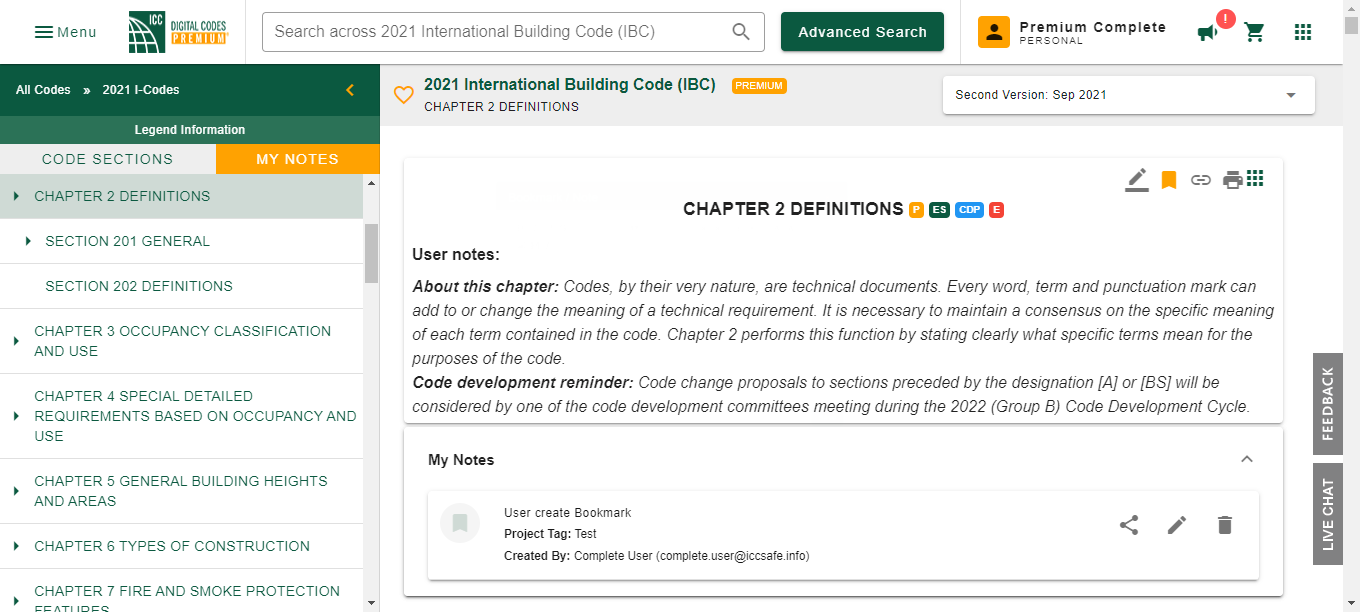 Menu
ICC
DIGITAL CODES
PREMIUM
Search across 2021 International Building Code (IBC)
Advanced Search
Premium Complete
PERSONAL
!
All Codes » 2021 I-Codes
Legend Information
CODE SECTIONS
MY NOTES
CHAPTER 2 DEFINITIONS
SECTION 201 GENERAL
SECTION 202 DEFINITIONS
CHAPTER 3 OCCUPANCY CLASSIFICATION
AND USE
CHAPTER 4 SPECIAL DETAILED
REQUIREMENTS BASED ON OCCUPANCY AND
USE
CHAPTER 5 GENERAL BUILDING HEIGHTS
AND AREAS
CHAPTER 6 TYPES OF CONSTRUCTION
CHAPTER 7 FIRE AND SMOKE PROTECTION
FEATURES
2021 International Building Code (IBC) PREMIUM
CHAPTER 2 DEFINITIONS
Second Version: Sep 2021
CHAPTER 2 DEFINITIONS P ES CDP E
User notes:
About this chapter: Codes, by their very nature, are technical documents. Every word, term and punctuation mark can
add to or change the meaning of a technical requirement. It is necessary to maintain a consensus on the specific meaning
of each term contained in the code. Chapter 2 performs this function by stating clearly what specific terms mean for the
purposes of the code.
Code development reminder: Code change proposals to sections preceded by the designation [A] or [BS] will be
considered by one of the code development committees meeting during the 2022 (Group B) Code Development Cycle.
My Notes
User create Bookmark
Project Tag: Test
Created By: Complete User (complete.user@iccsafe.info)
FEEDBACK
LIVE CHAT